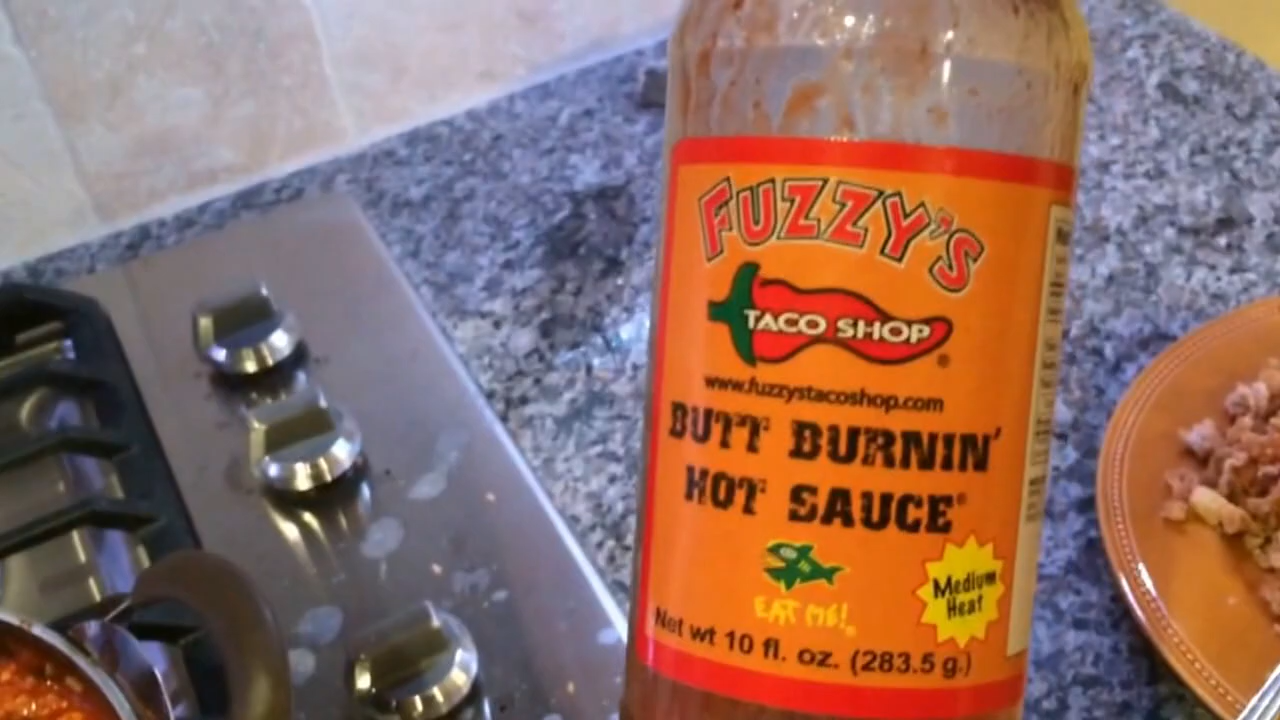 FUZZY'S
TACO SHOP®
www.fuzzystacoshop.com
BUTT BURNIN'
HOT SAUCE®
EAT ME!
Medium
Heat
Net wt 10 fl. oz. (283.5 g.)